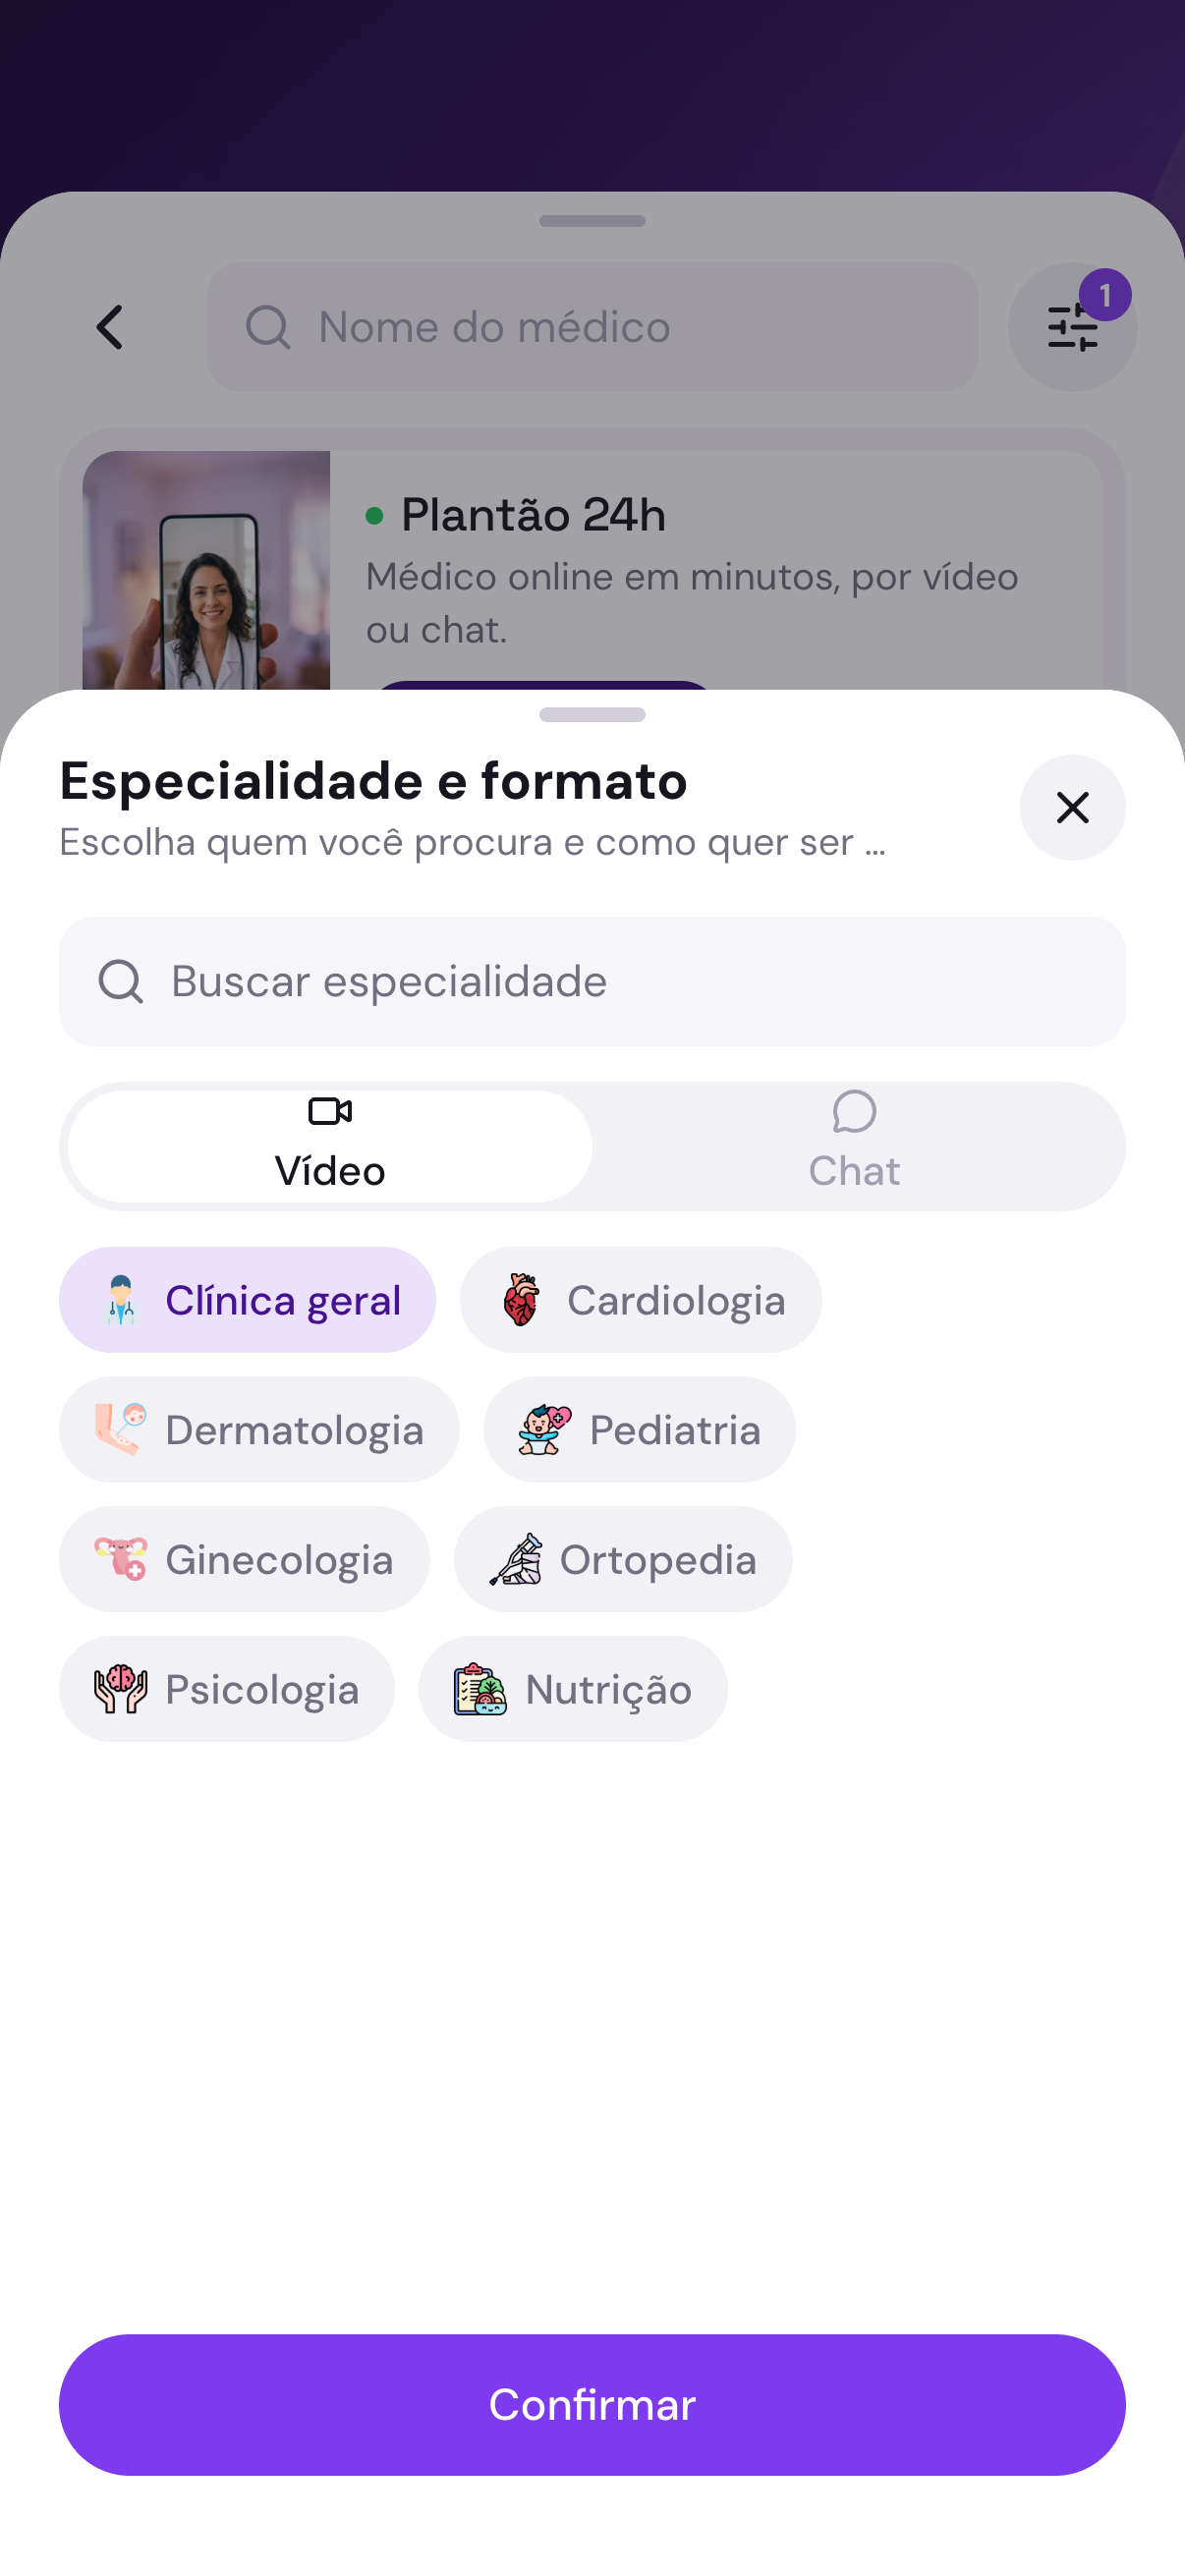 Nome do médico
1
Plantão 24h
Médico online em minutos, por vídeo
ou chat.
Especialidade e formato
Escolha quem você procura e como quer ser ...
Buscar especialidade
Vídeo
Chat
Clínica geral
Cardiologia
Dermatologia
Pediatria
Ginecologia
Ortopedia
Psicologia
Nutrição
Confirmar